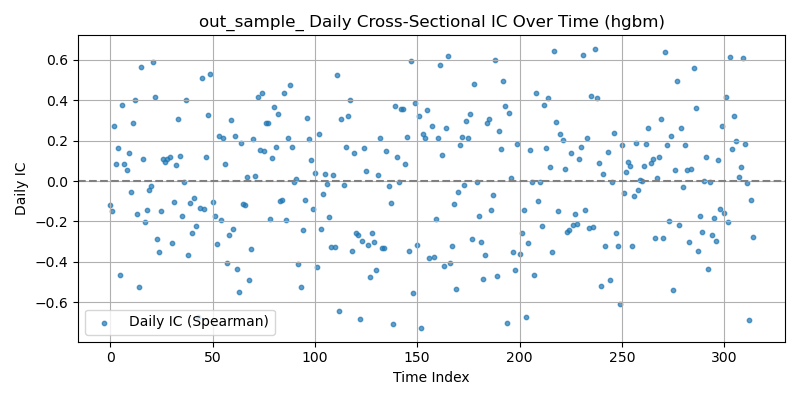 out_sample_ Daily Cross-Sectional IC Over Time (hgbm)
Daily IC
0.6
0.4
0.2
0.0
−0.2
−0.4
−0.6
Daily IC (Spearman)
0 50 100 150 200 250 300
Time Index